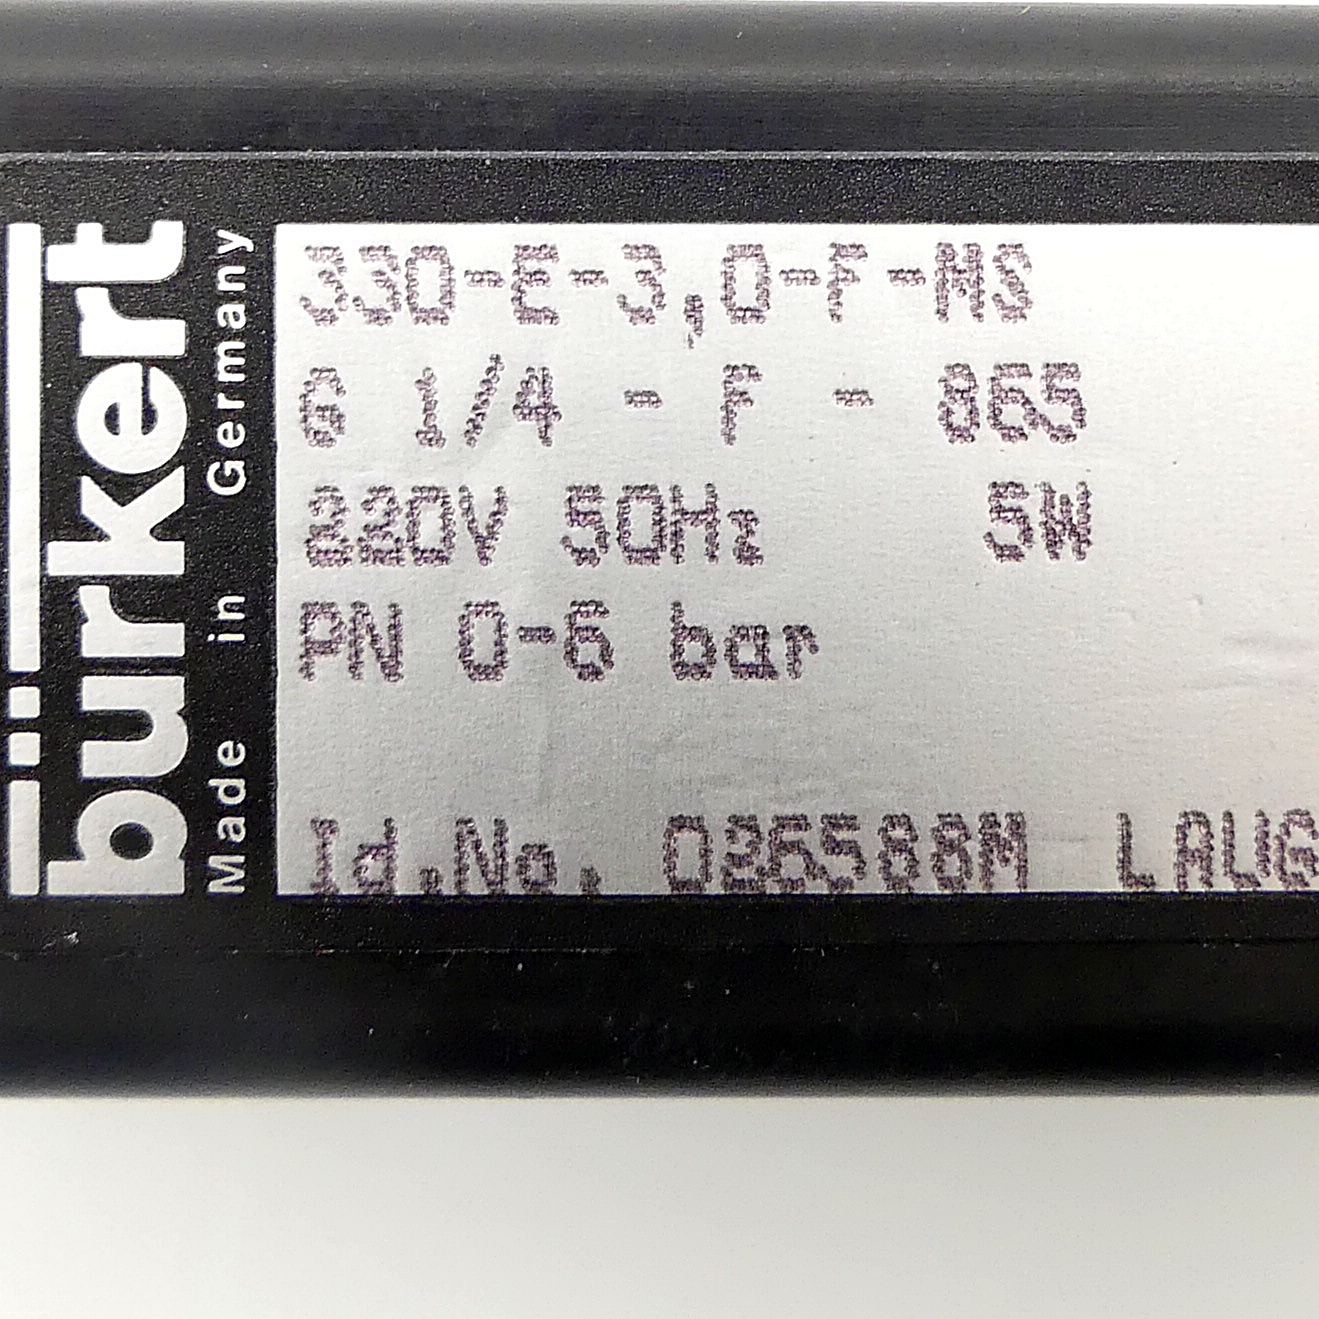 bürkert
Made in Germany
330-E-3,0-F-MS
G 1/4 - F - 865
220V 50Hz 5W
PN 0-6 bar
Id.No. 026588M LAUG